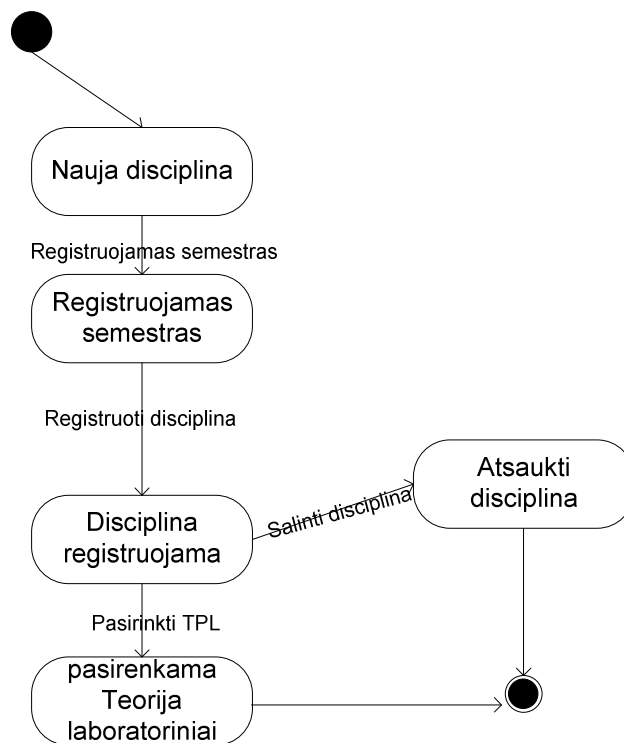 Nauja disciplina
Registruojamas semestras
Registruojamas
semestras
Registruoti disciplina
Atsaukti
disciplina
Salinti disciplina
Disciplina
registruojama
Pasirinkti TPL
pasirenkama
Teorija
laboratoriniai